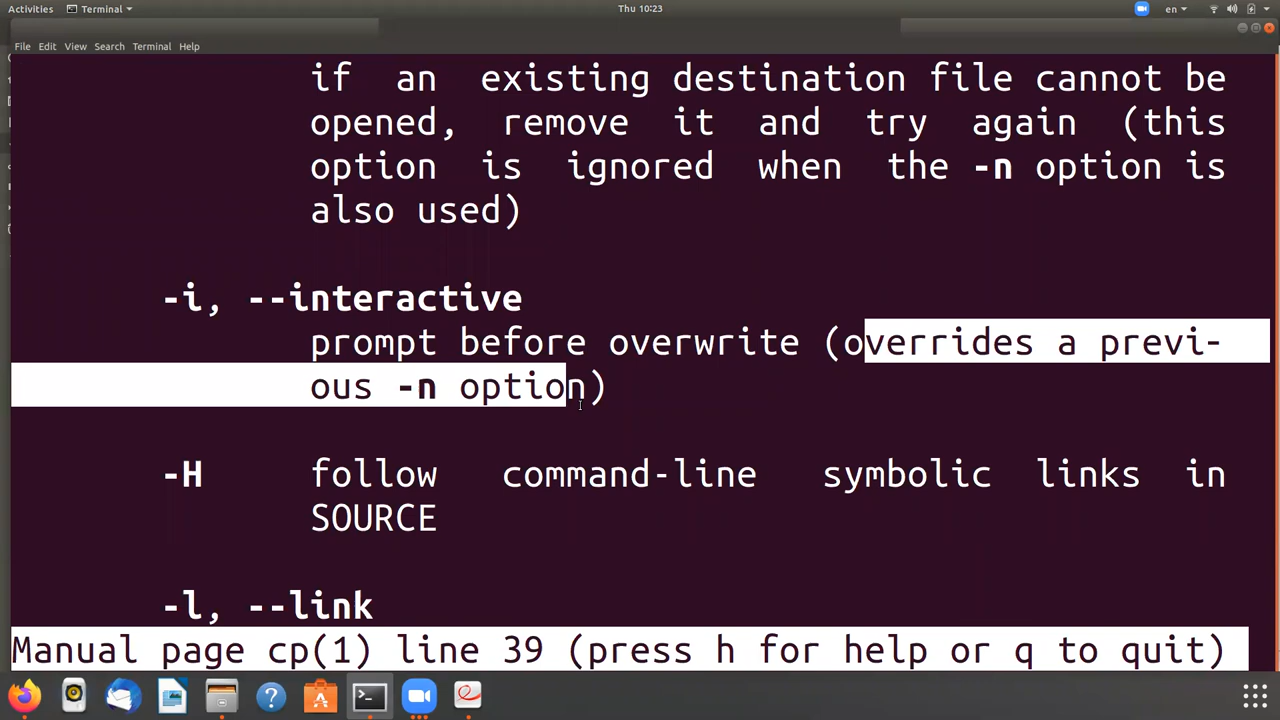 Activities Terminal Thu 10:23 en
File Edit View Search Terminal Help
if an existing destination file cannot be
opened, remove it and try again (this
option is ignored when the -n option is
also used)
-i, --interactive
prompt before overwrite (overrides a previ-
ous -n option)
-H follow command-line symbolic links in
SOURCE
-l, --link
Manual page cp(1) line 39 (press h for help or q to quit)